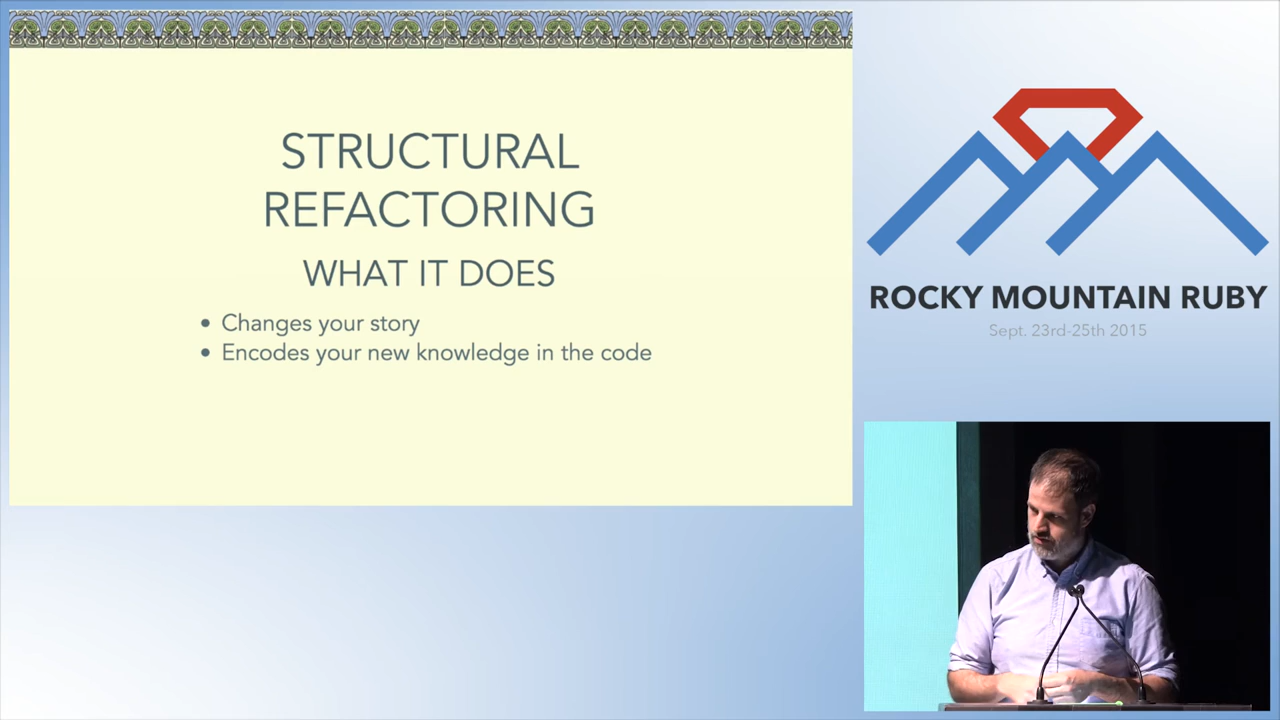 STRUCTURAL
REFACTORING
WHAT IT DOES
• Changes your story
• Encodes your new knowledge in the code
ROCKY MOUNTAIN RUBY
Sept. 23rd-25th 2015